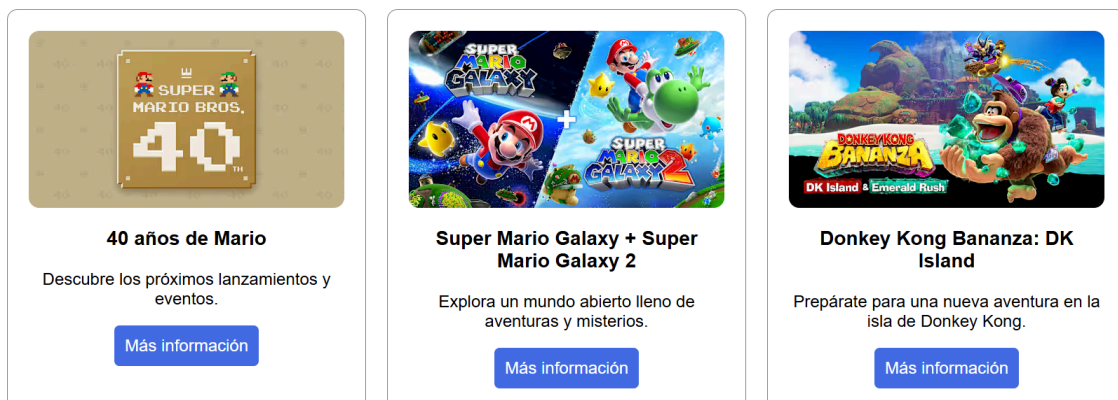 SUPER
MARIO BROS.
40TH
40 años de Mario
Descubre los próximos lanzamientos y
eventos.
Más información
SUPER
MARIO
GALAXY
+
SUPER
MARIO
GALAXY 2
Super Mario Galaxy + Super
Mario Galaxy 2
Explora un mundo abierto lleno de
aventuras y misterios.
Más información
DONKEY KONG
BANANZA
DK Island & Emerald Rush
Donkey Kong Bananza: DK
Island
Prepárate para una nueva aventura en la
isla de Donkey Kong.
Más información